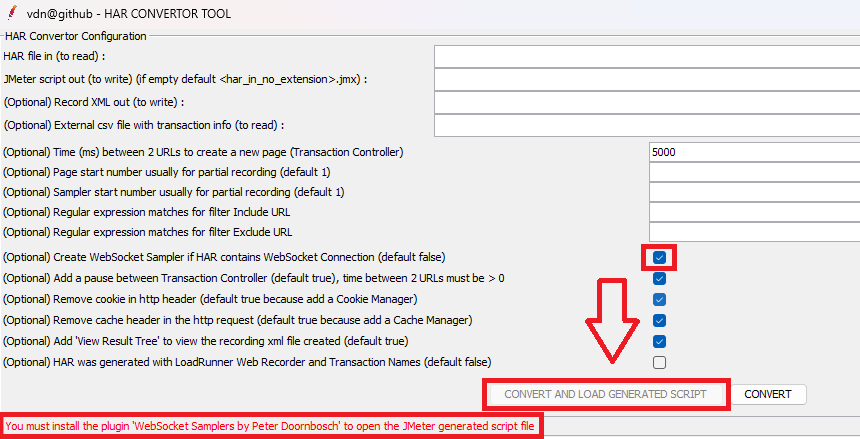 vdn@github - HAR CONVERTOR TOOL
HAR Convertor Configuration
HAR file in (to read) :
JMeter script out (to write) (if empty default <har_in_no_extension>.jmx) :
(Optional) Record XML out (to write) :
(Optional) External csv file with transaction info (to read) :
(Optional) Time (ms) between 2 URLs to create a new page (Transaction Controller) 5000
(Optional) Page start number usually for partial recording (default 1)
(Optional) Sampler start number usually for partial recording (default 1)
(Optional) Regular expression matches for filter Include URL
(Optional) Regular expression matches for filter Exclude URL
(Optional) Create WebSocket Sampler if HAR contains WebSocket Connection (default false)
(Optional) Add a pause between Transaction Controller (default true), time between 2 URLs must be > 0
(Optional) Remove cookie in http header (default true because add a Cookie Manager)
(Optional) Remove cache header in the http request (default true because add a Cache Manager)
(Optional) Add 'View Result Tree' to view the recording xml file created (default true)
(Optional) HAR was generated with LoadRunner Web Recorder and Transaction Names (default false)
CONVERT AND LOAD GENERATED SCRIPT CONVERT
You must install the plugin 'WebSocket Samplers by Peter Doornbosch' to open the JMeter generated script file